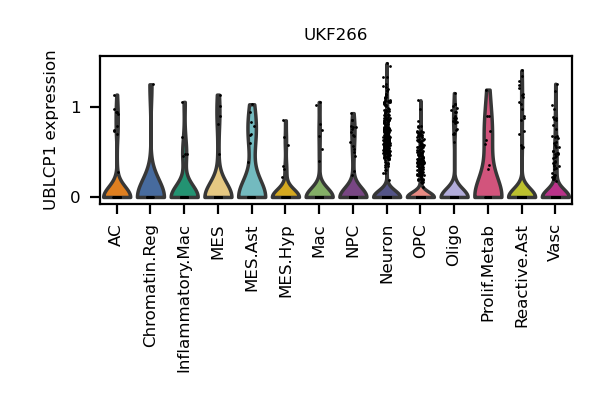 UKF266
UBLCP1 expression
1
0
AC
Chromatin.Reg
Inflammatory.Mac
MES
MES.Ast
MES.Hyp
Mac
NPC
Neuron
OPC
Oligo
Prolif.Metab
Reactive.Ast
Vasc